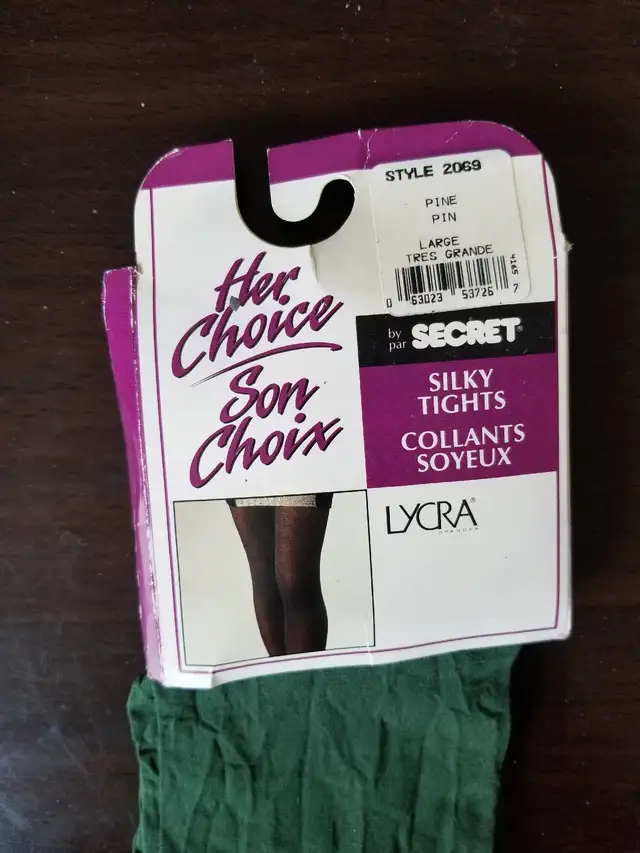 STYLE 2069
PINE
PIN
LARGE
TRES GRANDE
4165
0 63023 53726 7
Her
Choice
Son
Choix
by
par SECRET®
SILKY
TIGHTS
COLLANTS
SOYEUX
LYCRA®